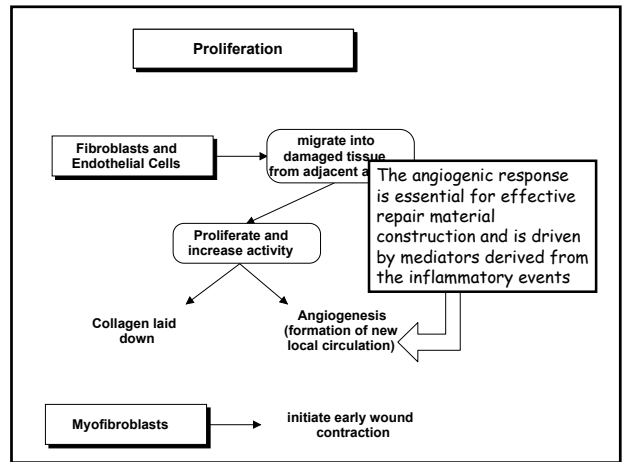 Proliferation
Fibroblasts and
Endothelial Cells
migrate into
damaged tissue
from adjacent
The angiogenic response
is essential for effective
repair material
construction and is driven
by mediators derived from
the inflammatory events
Proliferate and
increase activity
Collagen laid
down
Angiogenesis
(formation of new
local circulation)
Myofibroblasts
initiate early wound
contraction